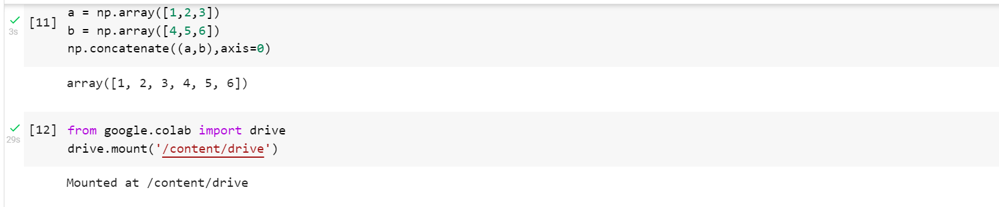 a = np.array([1,2,3])
[11] b = np.array([4,5,6])
3s
np.concatenate((a,b),axis=0)
array([1, 2, 3, 4, 5, 6])
[12] from google.colab import drive
29s
drive.mount('/content/drive')
Mounted at /content/drive